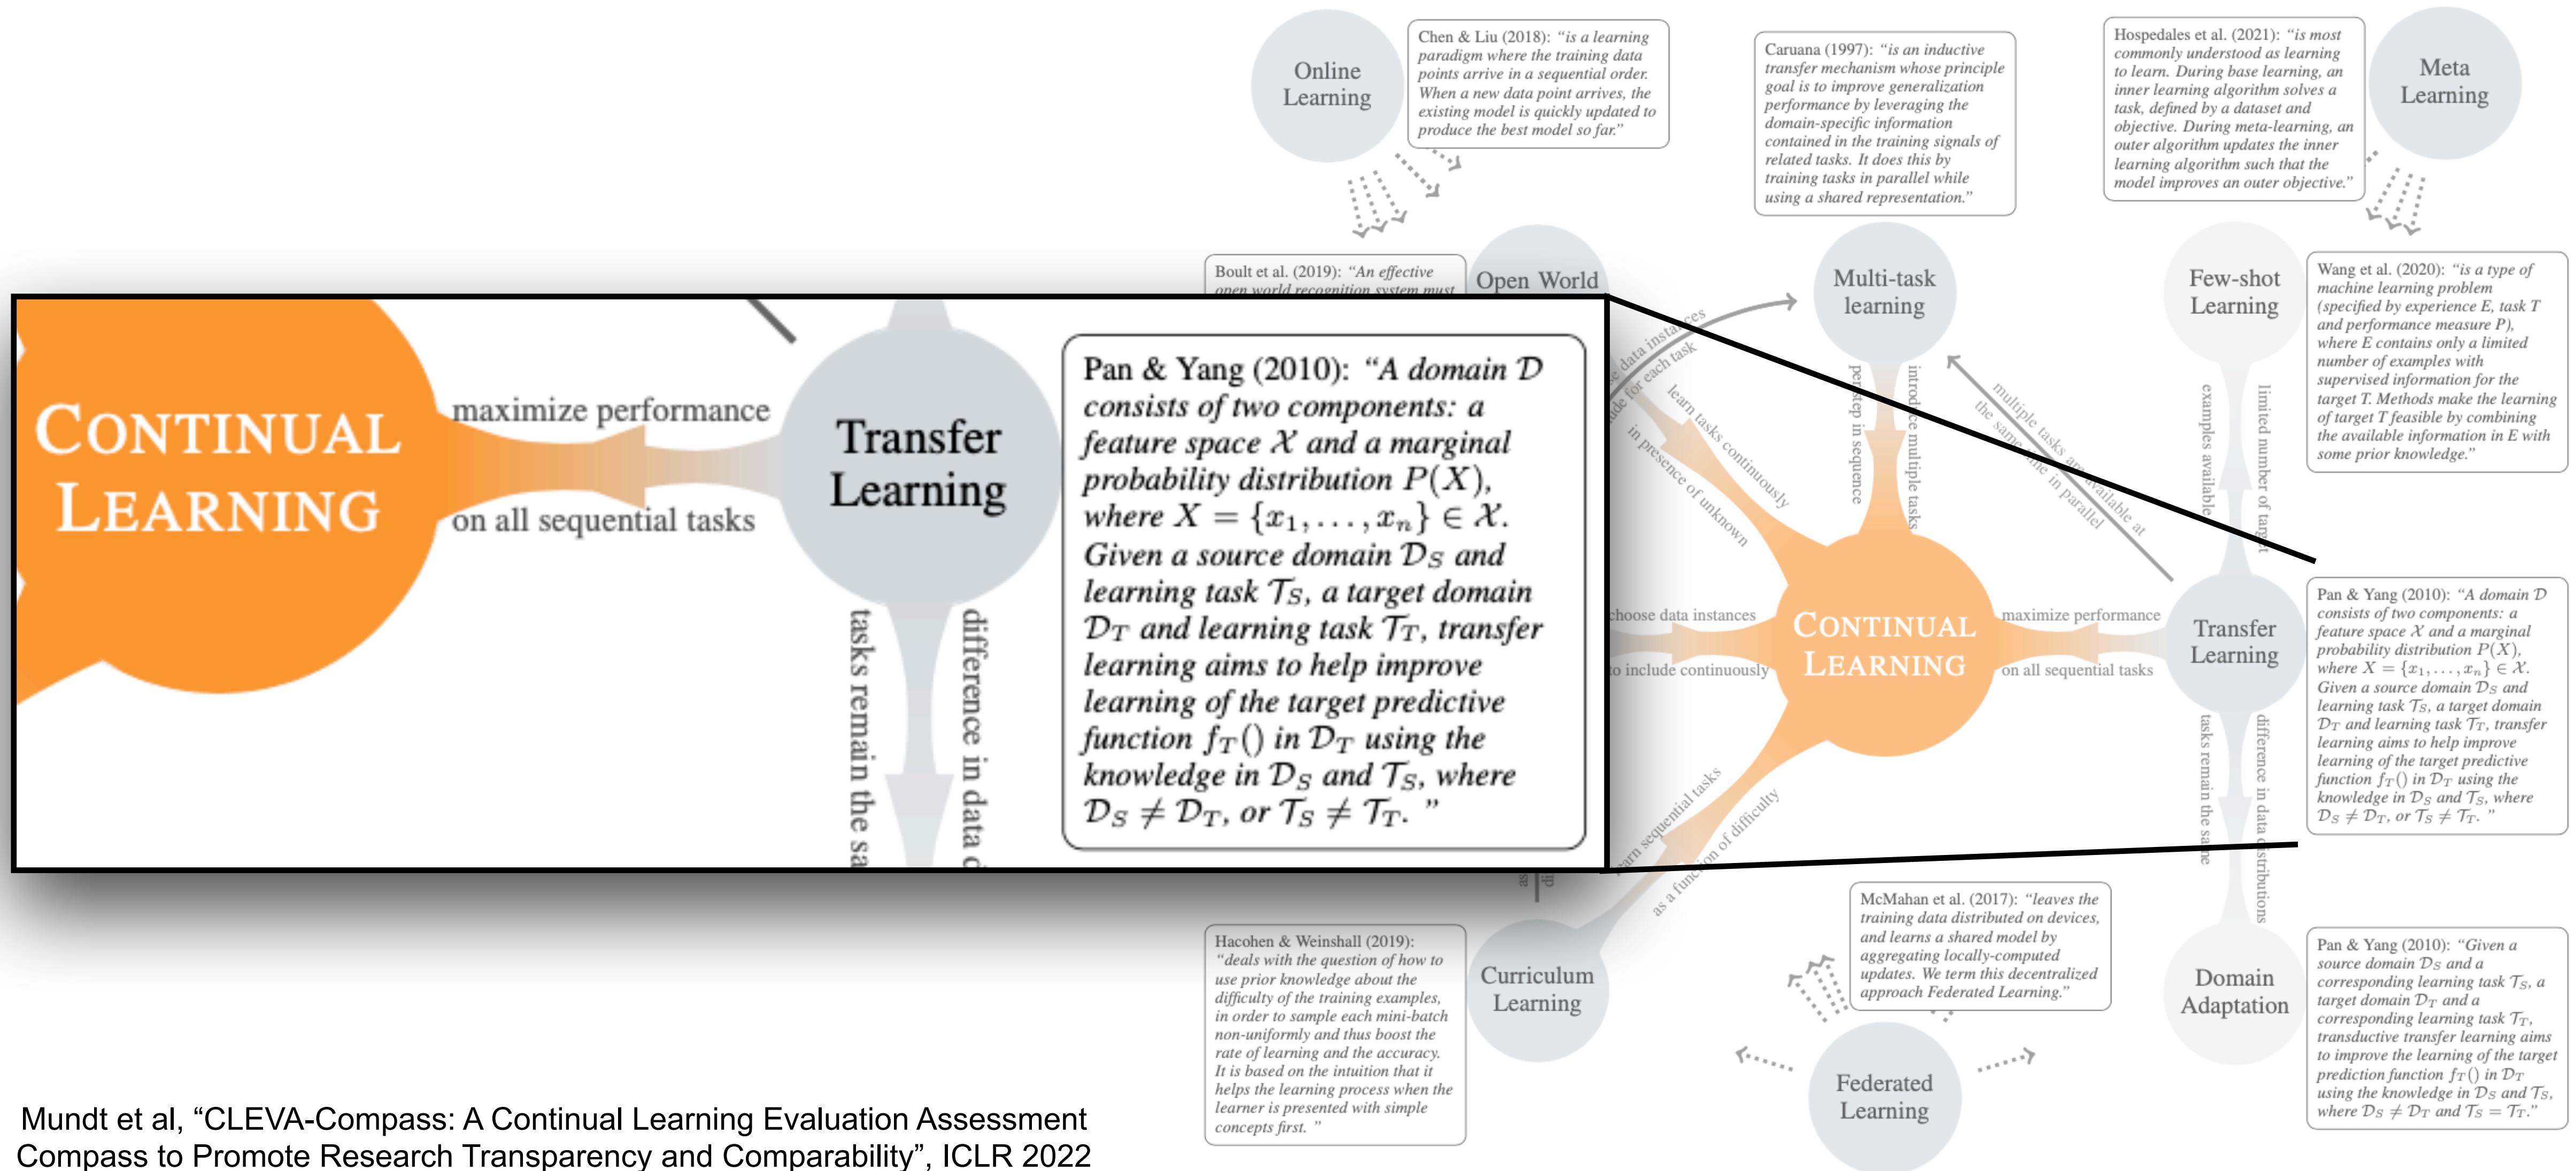 Online
Learning
Chen & Liu (2018): “is a learning
paradigm where the training data
points arrive in a sequential order.
When a new data point arrives, the
existing model is quickly updated to
produce the best model so far.”
Caruana (1997): “is an inductive
transfer mechanism whose principle
goal is to improve generalization
performance by leveraging the
domain-specific information
contained in the training signals of
related tasks. It does this by
training tasks in parallel while
using a shared representation.”
Hospedales et al. (2021): “is most
commonly understood as learning
to learn. During base learning, an
inner learning algorithm solves a
task, defined by a dataset and
objective. During meta-learning, an
outer algorithm updates the inner
learning algorithm such that the
model improves an outer objective.”
Meta
Learning
Boult et al. (2019): “An effective
open world recognition system must
Open World
Multi-task
learning
Few-shot
Learning
Wang et al. (2020): “is a type of
machine learning problem
(specified by experience E, task T
and performance measure P),
where E contains only a limited
number of examples with
supervised information for the
target T. Methods make the learning
of target T feasible by combining
the available information in E with
some prior knowledge.”
data instances
for each task
learn tasks continuously
in presence of unknown
per step in sequence
introduce multiple tasks
multiple tasks are available at
the same time in parallel
examples available
limited number of target
CONTINUAL
LEARNING
maximize performance
on all sequential tasks
Transfer
Learning
tasks remain the sa
difference in data
Pan & Yang (2010): “A domain D
consists of two components: a
feature space X and a marginal
probability distribution P(X),
where X = {x₁, . . . , xₙ} ∈ X.
Given a source domain D_S and
learning task T_S, a target domain
D_T and learning task T_T, transfer
learning aims to help improve
learning of the target predictive
function f_T() in D_T using the
knowledge in D_S and T_S, where
D_S ≠ D_T, or T_S ≠ T_T. ”
choose data instances
to include continuously
CONTINUAL
LEARNING
maximize performance
on all sequential tasks
Transfer
Learning
Pan & Yang (2010): “A domain D
consists of two components: a
feature space X and a marginal
probability distribution P(X),
where X = {x₁, . . . , xₙ} ∈ X.
Given a source domain D_S and
learning task T_S, a target domain
D_T and learning task T_T, transfer
learning aims to help improve
learning of the target predictive
function f_T() in D_T using the
knowledge in D_S and T_S, where
D_S ≠ D_T, or T_S ≠ T_T. ”
tasks remain the same
difference in data distributions
learn sequential tasks
as a function of difficulty
Hacohen & Weinshall (2019):
“deals with the question of how to
use prior knowledge about the
difficulty of the training examples,
in order to sample each mini-batch
non-uniformly and thus boost the
rate of learning and the accuracy.
It is based on the intuition that it
helps the learning process when the
learner is presented with simple
concepts first. ”
Curriculum
Learning
McMahan et al. (2017): “leaves the
training data distributed on devices,
and learns a shared model by
aggregating locally-computed
updates. We term this decentralized
approach Federated Learning.”
Federated
Learning
Domain
Adaptation
Pan & Yang (2010): “Given a
source domain D_S and a
corresponding learning task T_S, a
target domain D_T and a
corresponding learning task T_T,
transductive transfer learning aims
to improve the learning of the target
prediction function f_T() in D_T
using the knowledge in D_S and T_S,
where D_S ≠ D_T and T_S = T_T.”
Mundt et al, “CLEVA-Compass: A Continual Learning Evaluation Assessment
Compass to Promote Research Transparency and Comparability”, ICLR 2022